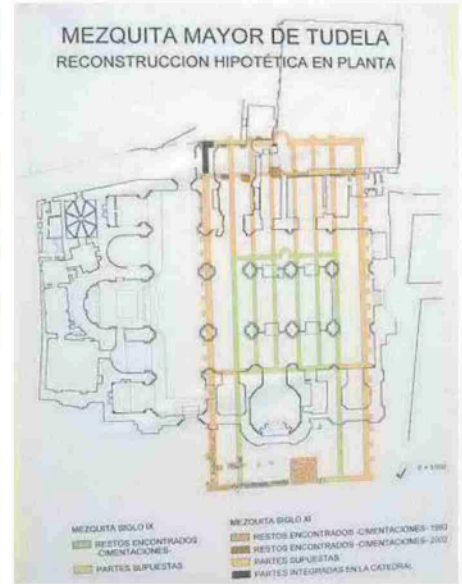 MEZQUITA MAYOR DE TUDELA
RECONSTRUCCION HIPOTÉTICA EN PLANTA
MEZQUITA SIGLO IX
RESTOS ENCONTRADOS
-CIMENTACIONES-
PARTES SUPUESTAS
MEZQUITA SIGLO XI
RESTOS ENCONTRADOS -CIMENTACIONES- 1993
RESTOS ENCONTRADOS -CIMENTACIONES- 2002
PARTES SUPUESTAS
PARTES INTEGRADAS EN LA CATEDRAL